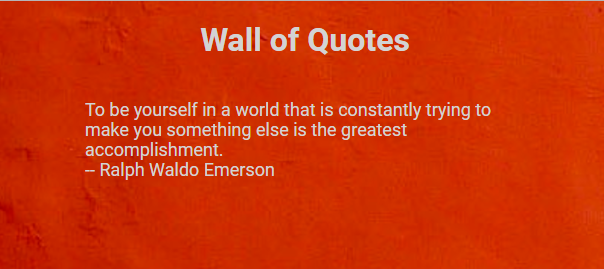 Wall of Quotes
To be yourself in a world that is constantly trying to
make you something else is the greatest
accomplishment.
-- Ralph Waldo Emerson